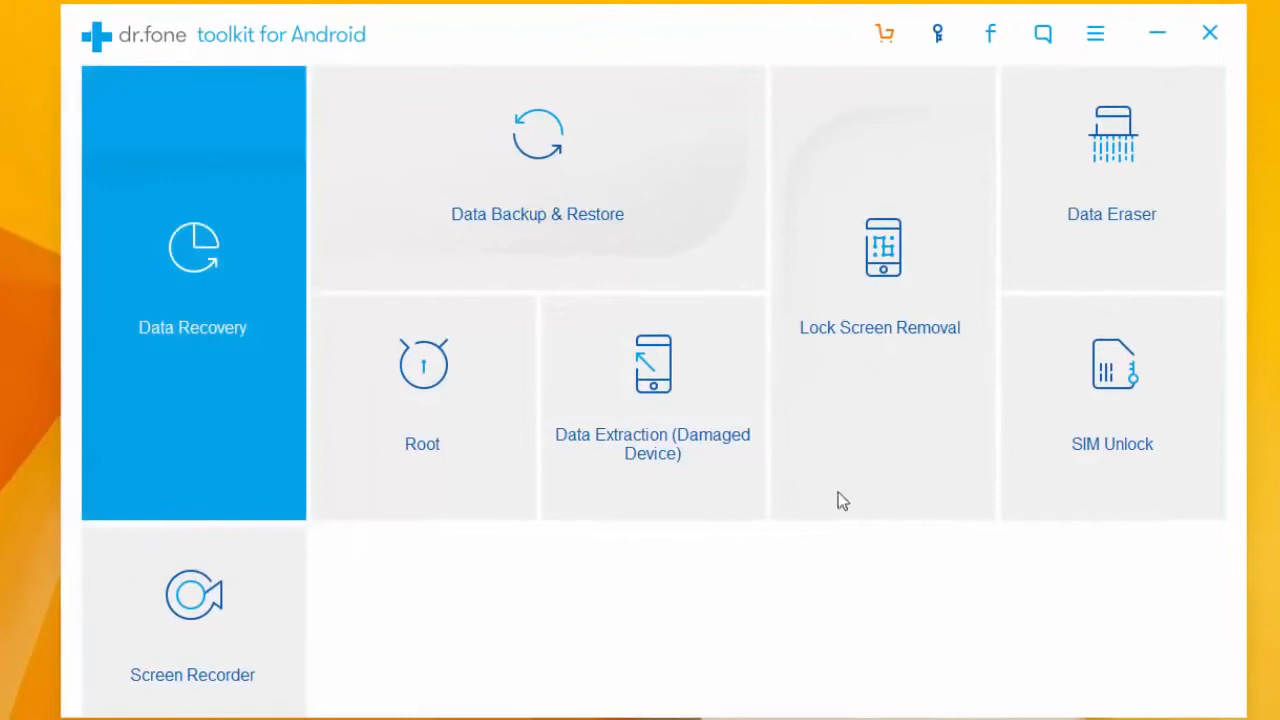 dr.fone toolkit for Android
Data Recovery
Data Backup & Restore
Root
Data Extraction (Damaged
Device)
Lock Screen Removal
Data Eraser
SIM Unlock
Screen Recorder